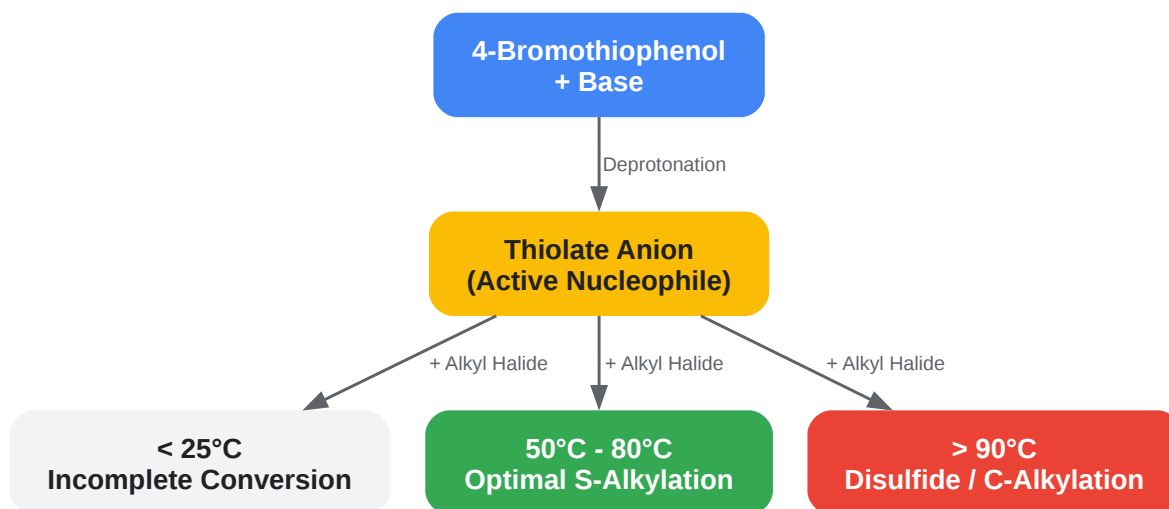 4-Bromothiophenol
+ Base
Deprotonation
Thiolate Anion
(Active Nucleophile)
+ Alkyl Halide
+ Alkyl Halide
+ Alkyl Halide
< 25°C
Incomplete Conversion
50°C - 80°C
Optimal S-Alkylation
> 90°C
Disulfide / C-Alkylation